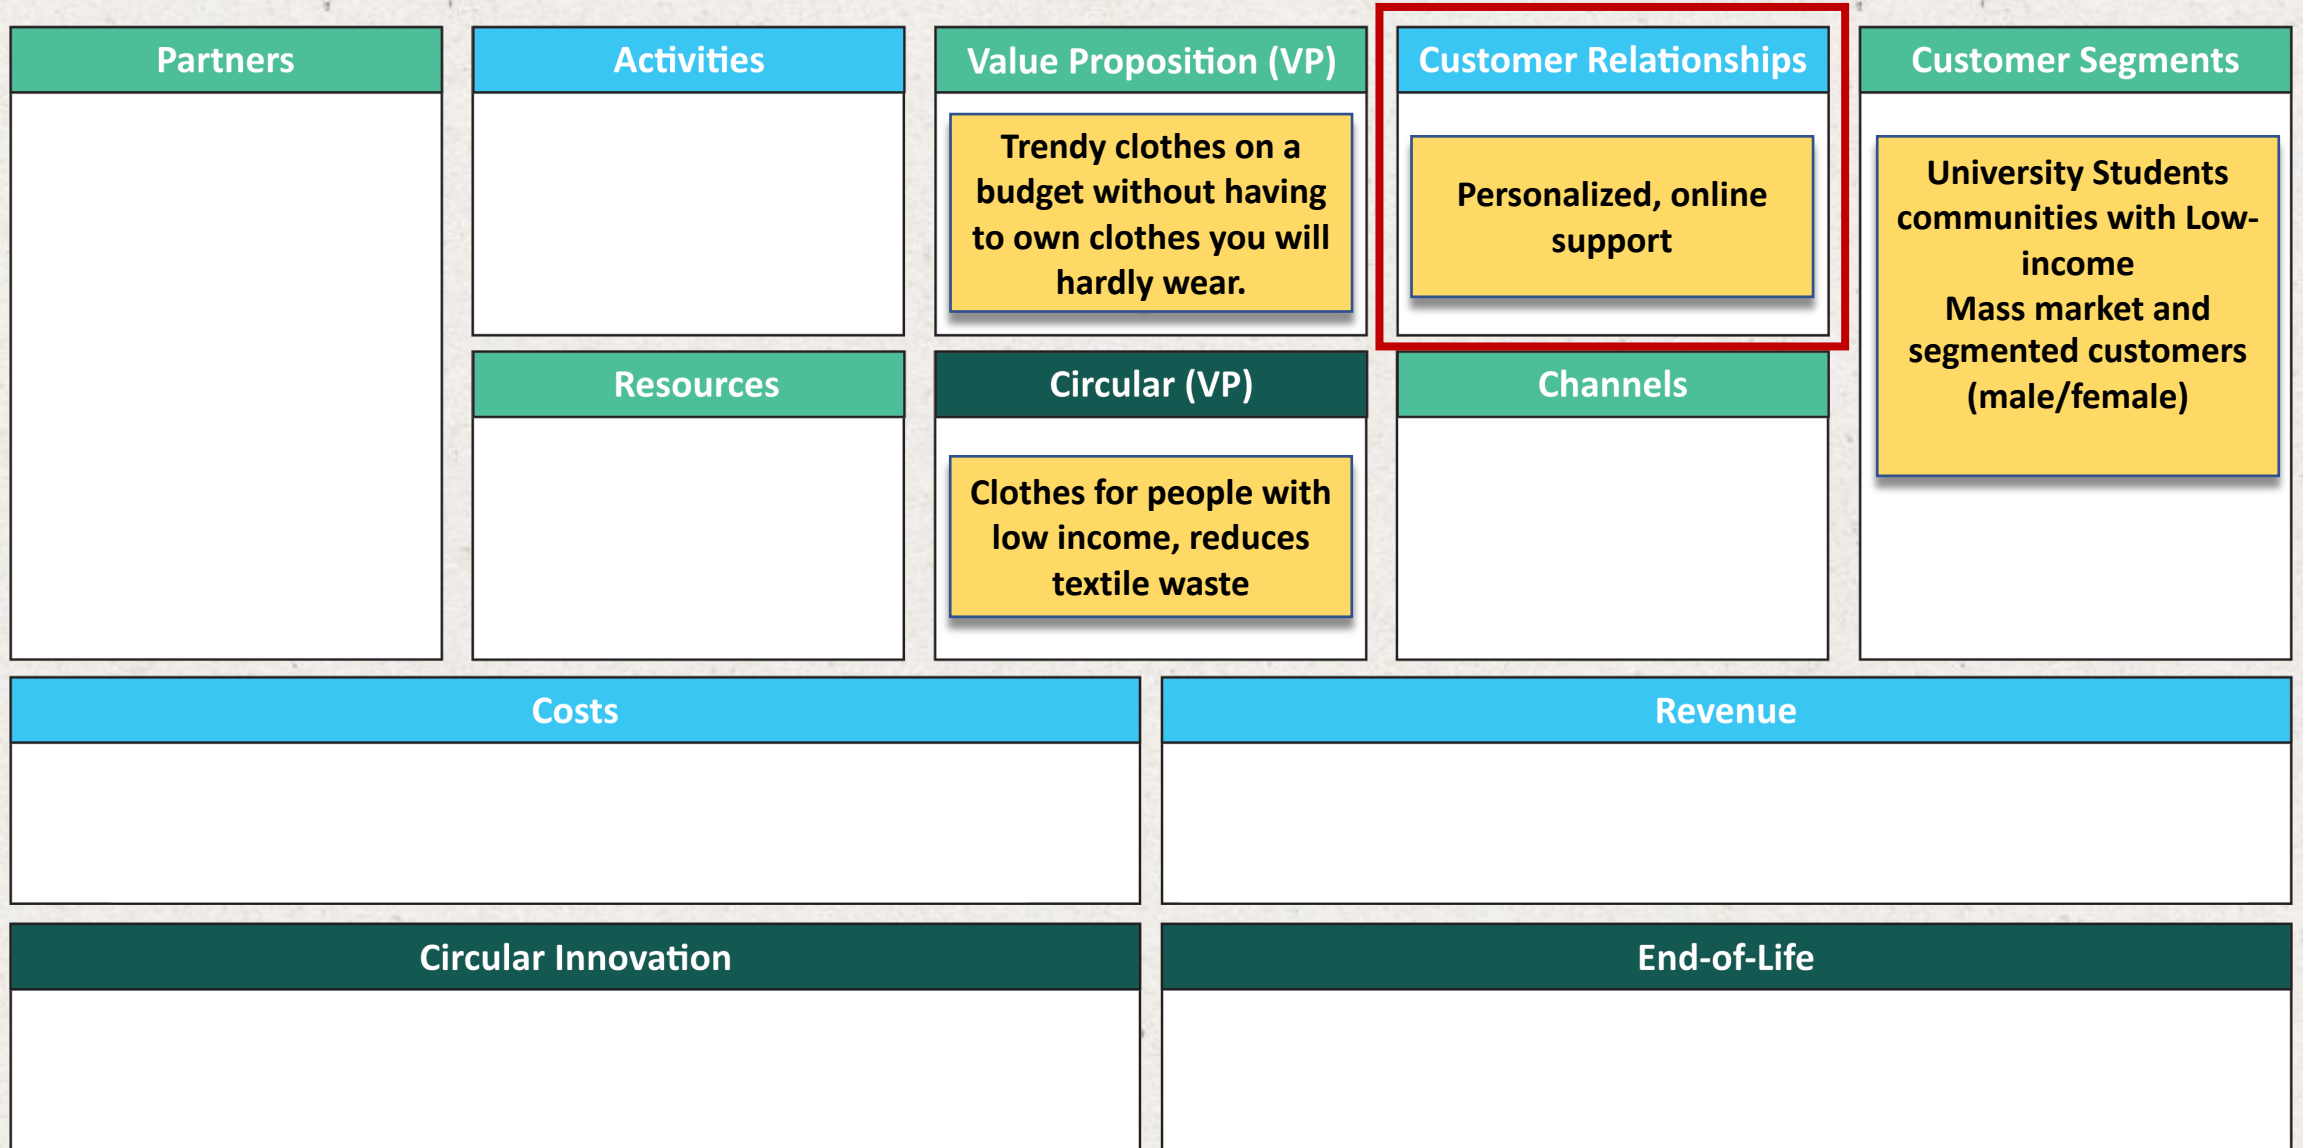 Partners
Activities
Value Proposition (VP)
Trendy clothes on a
budget without having
to own clothes you will
hardly wear.
Customer Relationships
Personalized, online
support
Customer Segments
University Students
communities with Low-
income
Mass market and
segmented customers
(male/female)
Resources
Circular (VP)
Clothes for people with
low income, reduces
textile waste
Channels
Costs
Revenue
Circular Innovation
End-of-Life